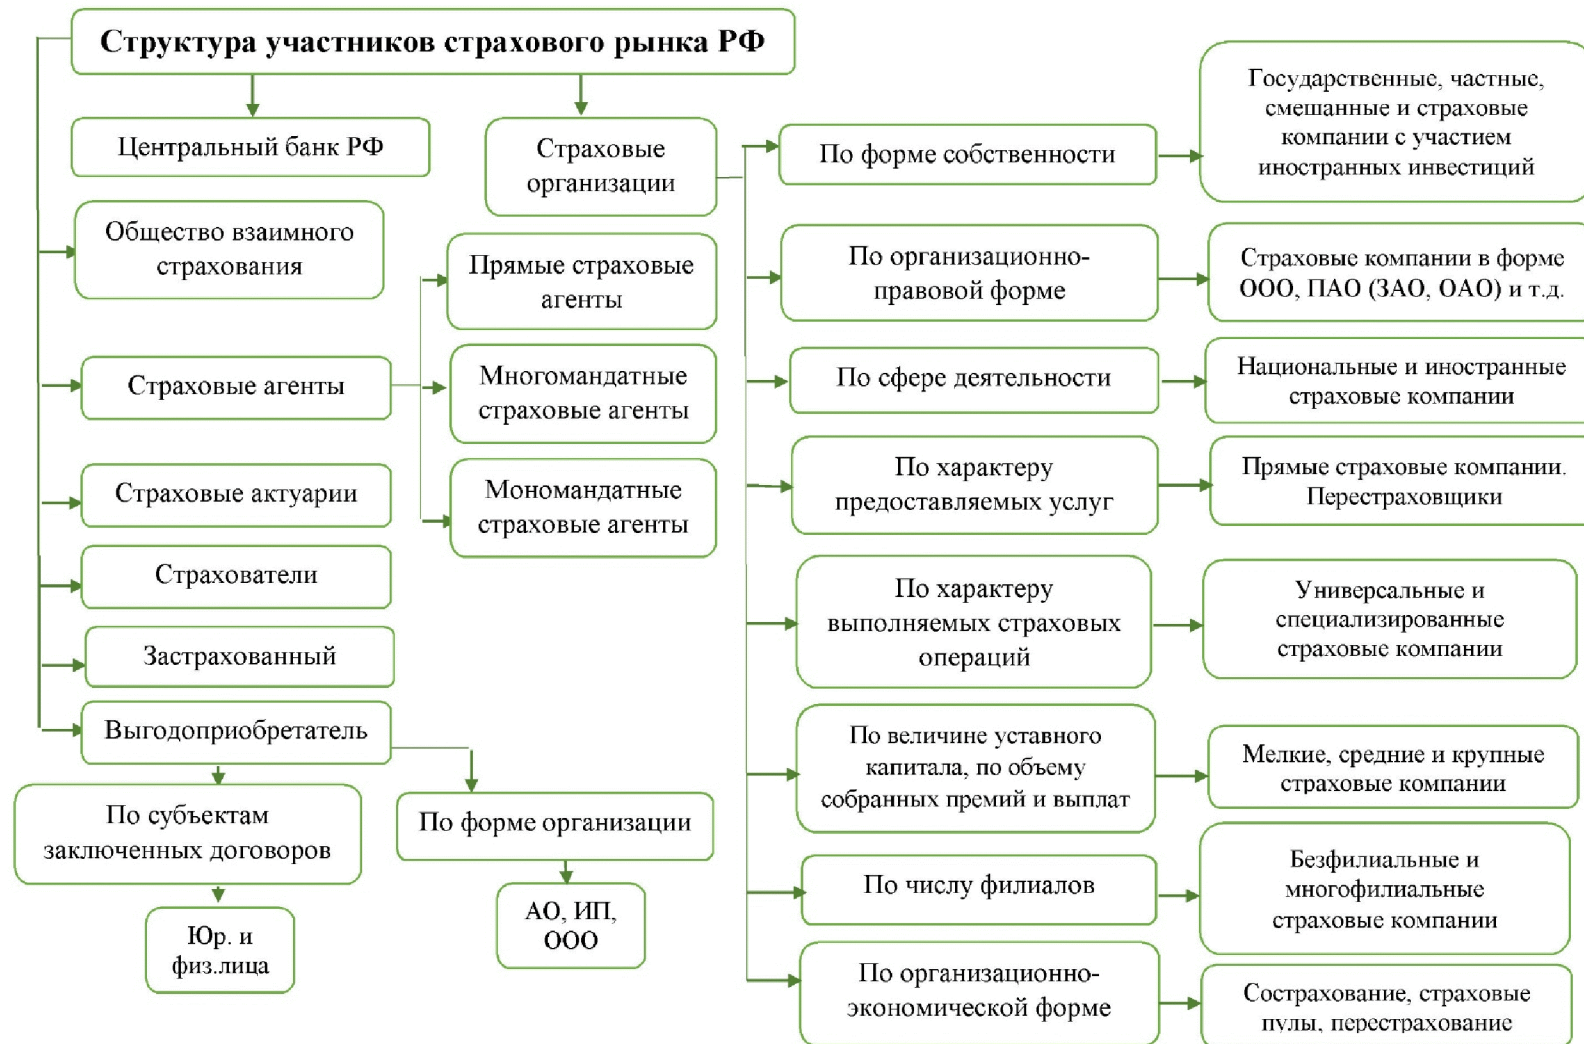 Структура участников страхового рынка РФ
Центральный банк РФ
Страховые
организации
Общество взаимного
страхования
Страховые агенты
Прямые страховые
агенты
Многомандатные
страховые агенты
Мономандатные
страховые агенты
Страховые актуарии
Страхователи
Застрахованный
Выгодоприобретатель
По субъектам
заключенных договоров
Юр. и
физ.лица
По форме организации
АО, ИП,
ООО
По форме собственности
Государственные, частные,
смешанные и страховые
компании с участием
иностранных инвестиций
По организационно-
правовой форме
Страховые компании в форме
ООО, ПАО (ЗАО, ОАО) и т.д.
По сфере деятельности
Национальные и иностранные
страховые компании
По характеру
предоставляемых услуг
Прямые страховые компании.
Перестраховщики
По характеру
выполняемых страховых
операций
Универсальные и
специализированные
страховые компании
По величине уставного
капитала, по объему
собранных премий и выплат
Мелкие, средние и крупные
страховые компании
По числу филиалов
Безфилиальные и
многофилиальные
страховые компании
По организационно-
экономической форме
Сострахование, страховые
пулы, перестрахование